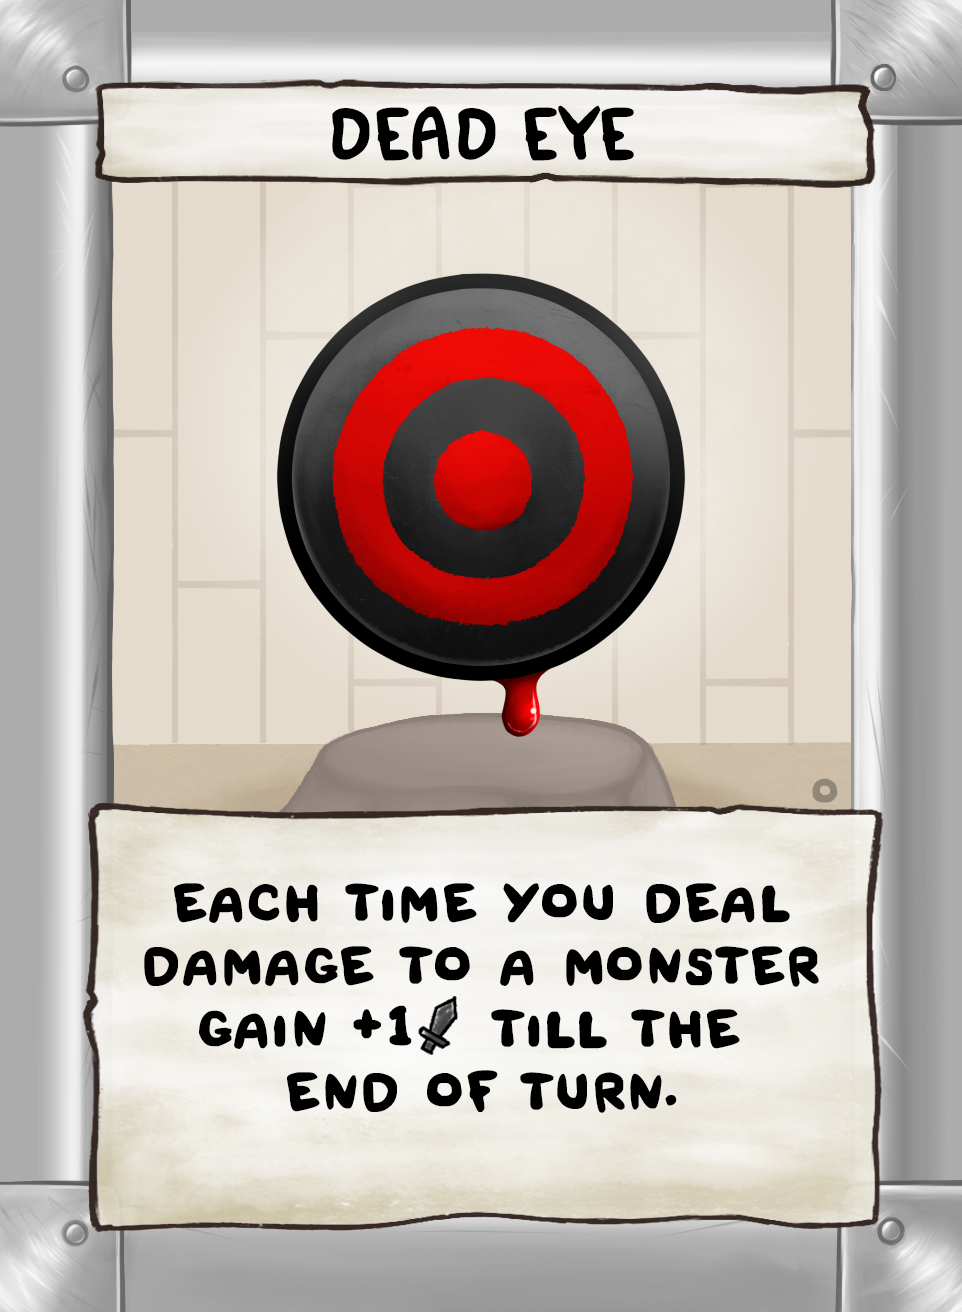 DEAD EYE
EACH TIME YOU DEAL
DAMAGE TO A MONSTER
GAIN +1 TILL THE
END OF TURN.